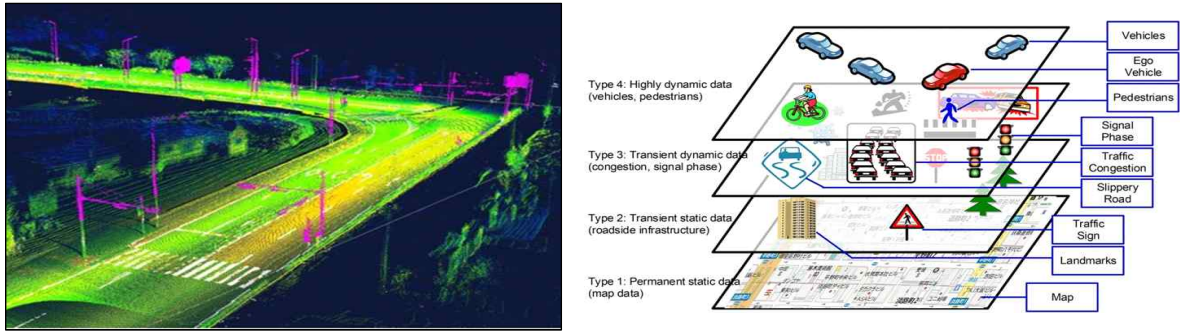 Vehicles
Ego
Vehicle
Type 4: Highly dynamic data
(vehicles, pedestrians)
Pedestrians
Signal
Phase
STOP
Type 3: Transient dynamic data
(congestion, signal phase)
Traffic
Congestion
Slippery
Road
Type 2: Transient static data
(roadside infrastructure)
Traffic
Sign
Landmarks
Type 1: Permanent static data
(map data)
Map